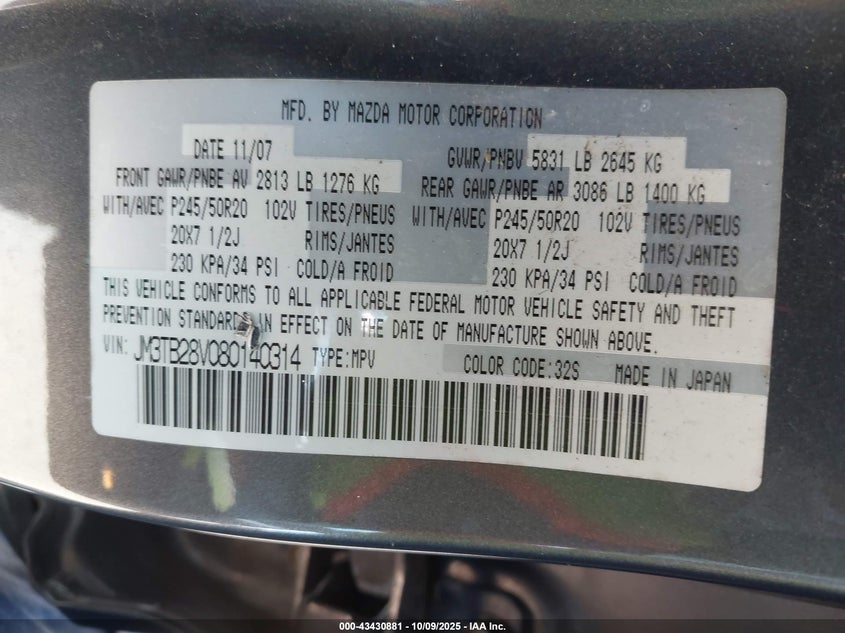 MFD. BY MAZDA MOTOR CORPORATION
DATE 11/07 GVWR/PNBV 5831 LB 2645 KG
FRONT GAWR/PNBE AV 2813 LB 1276 KG REAR GAWR/PNBE AR 3086 LB 1400 KG
WITH/AVEC P245/50R20 102V TIRES/PNEUS WITH/AVEC P245/50R20 102V TIRES/PNEUS
20X7 1/2J RIMS/JANTES 20X7 1/2J RIMS/JANTES
230 KPA/34 PSI COLD/A FROID 230 KPA/34 PSI COLD/A FROID
THIS VEHICLE CONFORMS TO ALL APPLICABLE FEDERAL MOTOR VEHICLE SAFETY AND THEFT
PREVENTION STANDARDS IN EFFECT ON THE DATE OF MANUFACTURE SHOWN ABOVE.
VIN: JM3TB28V080140314 TYPE:MPV COLOR CODE:32S MADE IN JAPAN
000-43430881 - 10/09/2025 - IAA Inc.